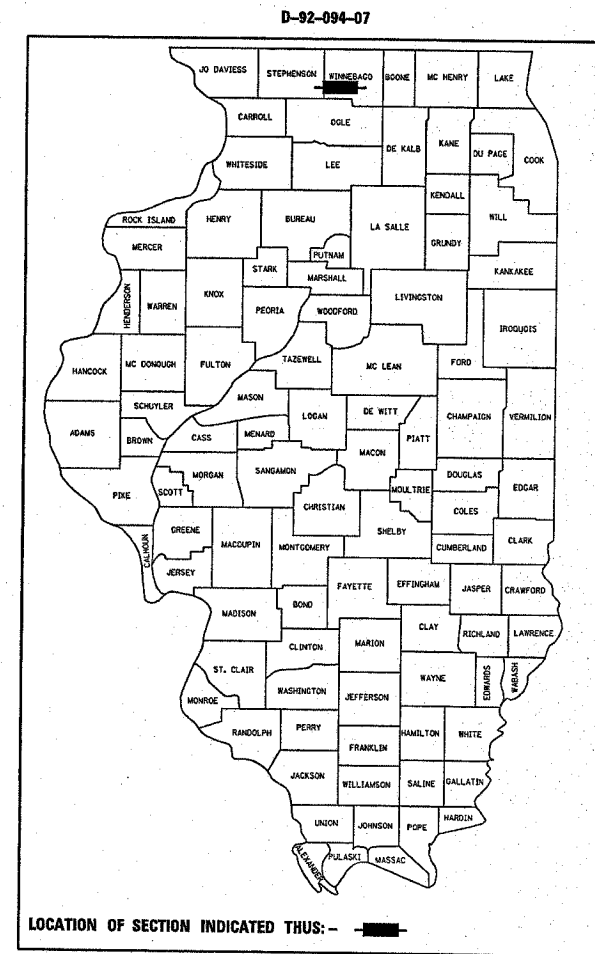 D-92-094-07
JO DAVIESS
STEPHENSON
WINNEBAGO
BOONE
MC HENRY
LAKE
CARROLL
OGLE
DE KALB
KANE
DU PAGE
COOK
WHITESIDE
LEE
KENDALL
WILL
ROCK ISLAND
HENRY
BUREAU
LA SALLE
GRUNDY
MERCER
PUTNAM
KANKAKEE
STARK
MARSHALL
HENDERSON
WARREN
KNOX
PEORIA
WOODFORD
LIVINGSTON
IROQUOIS
HANCOCK
MC DONOUGH
FULTON
TAZEWELL
MC LEAN
FORD
MASON
SCHUYLER
LOGAN
DE WITT
CHAMPAIGN
VERMILION
ADAMS
BROWN
CASS
MENARD
MACON
PIATT
PIKE
SCOTT
MORGAN
SANGAMON
MOULTRIE
DOUGLAS
EDGAR
CHRISTIAN
COLES
GREENE
SHELBY
CALHOUN
MACOUPIN
MONTGOMERY
CUMBERLAND
CLARK
JERSEY
FAYETTE
EFFINGHAM
JASPER
CRAWFORD
MADISON
BOND
CLAY
RICHLAND
LAWRENCE
CLINTON
MARION
ST. CLAIR
WAYNE
EDWARDS
WABASH
WASHINGTON
JEFFERSON
MONROE
RANDOLPH
PERRY
HAMILTON
WHITE
FRANKLIN
JACKSON
WILLIAMSON
SALINE
GALLATIN
UNION
JOHNSON
POPE
HARDIN
ALEXANDER
PULASKI
MASSAC
LOCATION OF SECTION INDICATED THUS: -